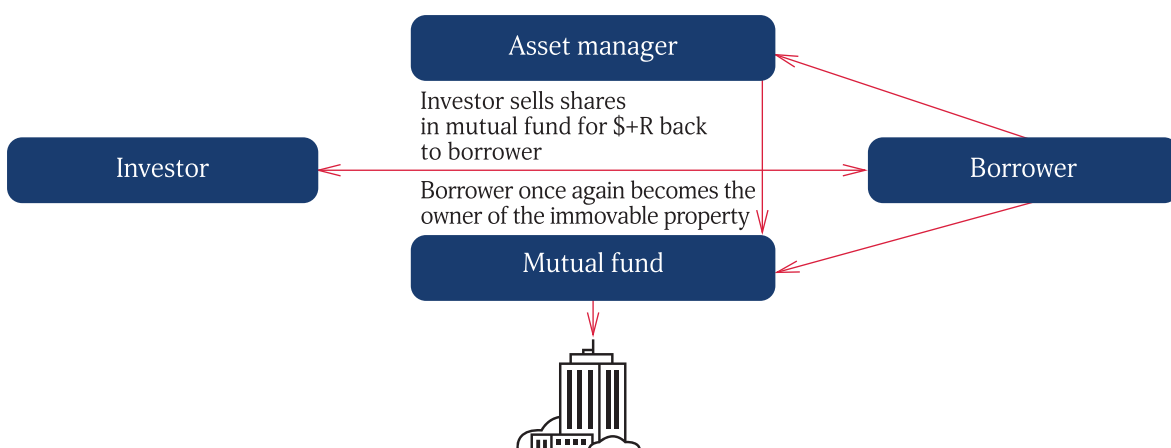 Asset manager
Investor sells shares
in mutual fund for $+R back
to borrower
Investor
Borrower
Borrower once again becomes the
owner of the immovable property
Mutual fund